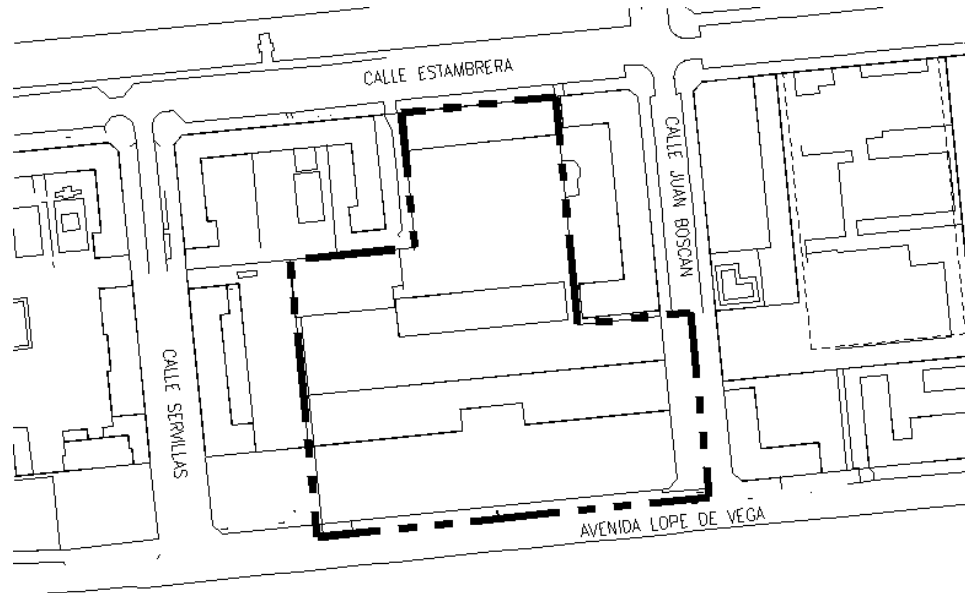 CALLE ESTAMBRERA
CALLE JUAN BOSCAN
CALLE SERVILLAS
AVENIDA LOPE DE VEGA